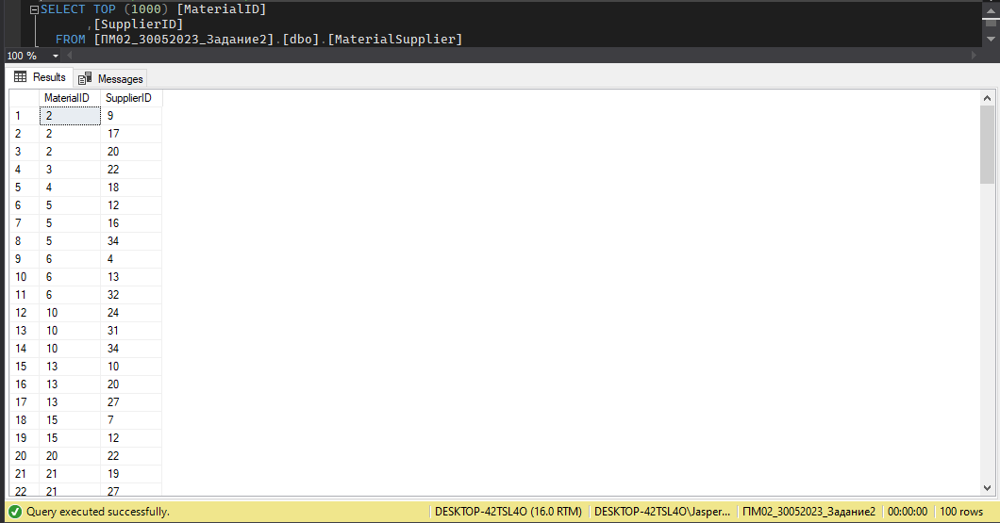 SELECT TOP (1000) [MaterialID]
,[SupplierID]
FROM [ПМ02_30052023_Задание2].[dbo].[MaterialSupplier]
100 %
Results Messages
MaterialID SupplierID
1 2 9
2 2 17
3 2 20
4 3 22
5 4 18
6 5 12
7 5 16
8 5 34
9 6 4
10 6 13
11 6 32
12 10 24
13 10 31
14 10 34
15 13 10
16 13 20
17 13 27
18 15 7
19 15 12
20 20 22
21 21 19
22 21 27
Query executed successfully. DESKTOP-42TSL4O (16.0 RTM) DESKTOP-42TSL4O\Jasper... ПМ02_30052023_Задание2 00:00:00 100 rows